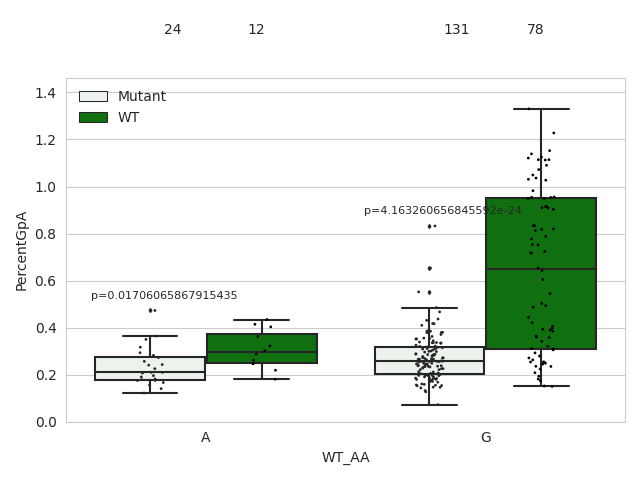 24 12 131 78
Mutant
WT
p=0.01706065867915435
p=4.163260656845592e-24
PercentGpA
1.4
1.2
1.0
0.8
0.6
0.4
0.2
0.0
A G
WT_AA